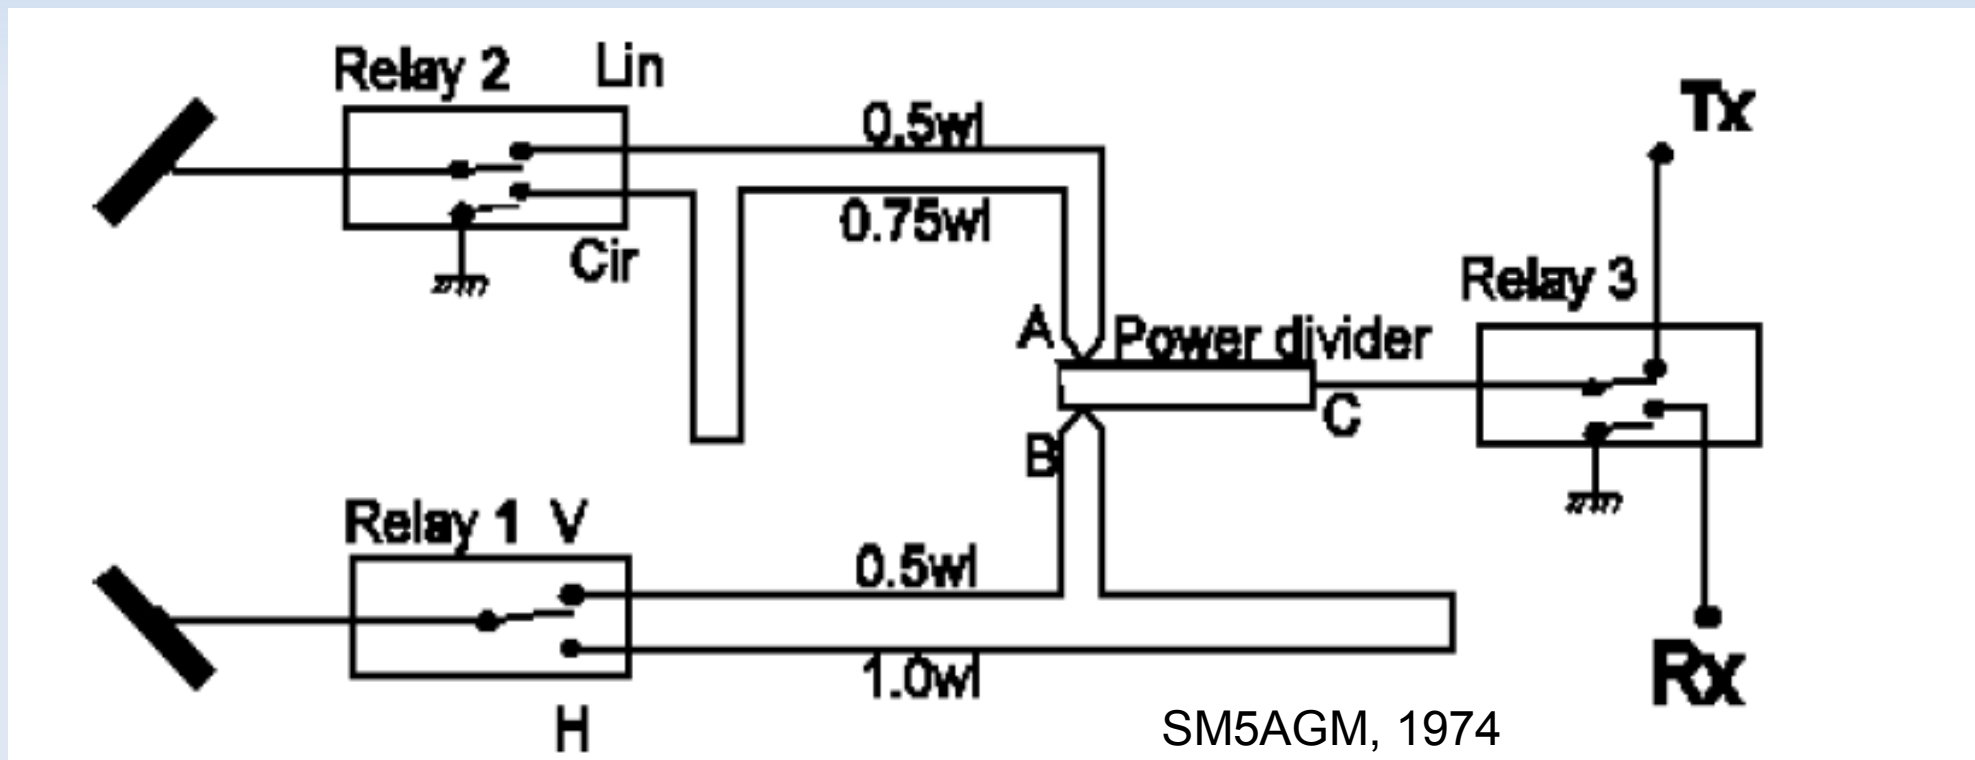 Relay 2
Lin
0.5wl
0.75wl
Cir
Tx
Relay 3
A
Power divider
C
B
Relay 1
V
0.5wl
1.0wl
H
Rx
SM5AGM, 1974